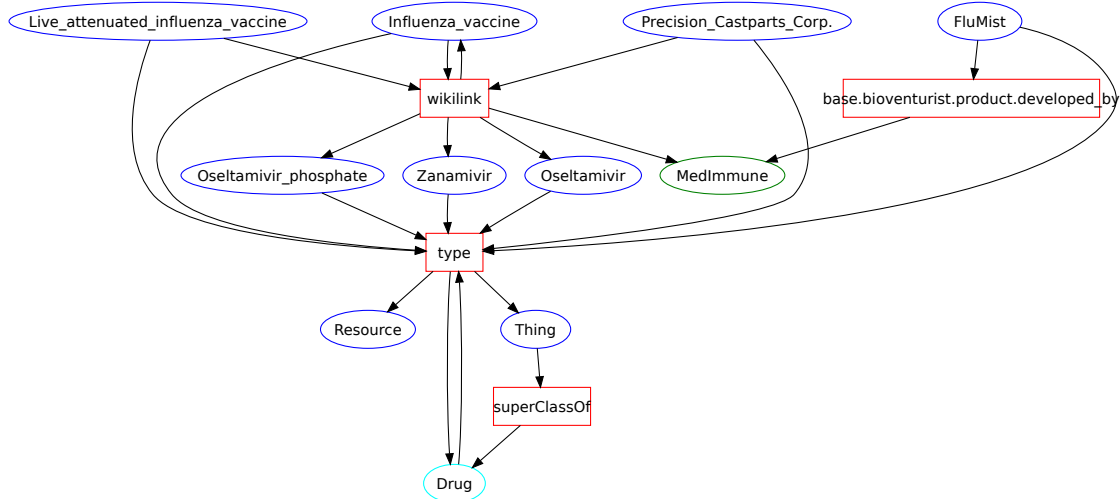 Live_attenuated_influenza_vaccine
Influenza_vaccine
Precision_Castparts_Corp.
FluMist
wikilink
base.bioventurist.product.developed_by
Oseltamivir_phosphate
Zanamivir
Oseltamivir
MedImmune
type
Resource
Thing
superClassOf
Drug